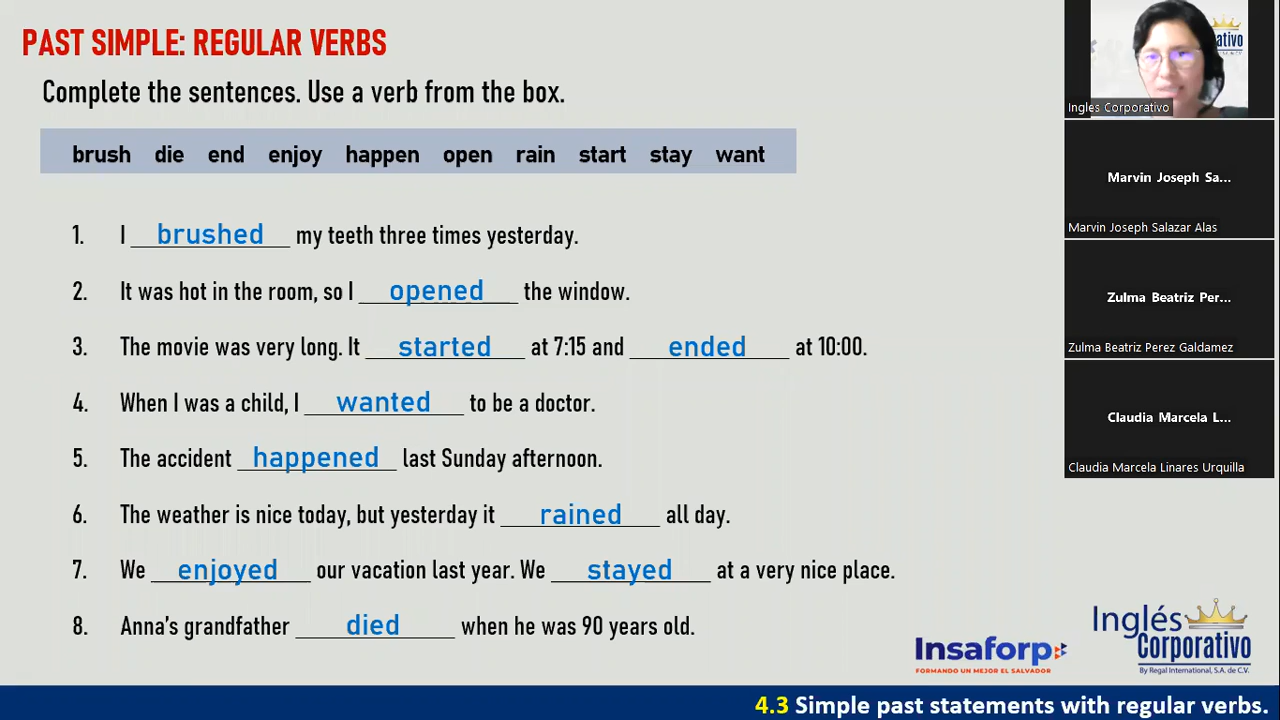 PAST SIMPLE: REGULAR VERBS
Complete the sentences. Use a verb from the box.
brush die end enjoy happen open rain start stay want
1. I brushed my teeth three times yesterday.
2. It was hot in the room, so I opened the window.
3. The movie was very long. It started at 7:15 and ended at 10:00.
4. When I was a child, I wanted to be a doctor.
5. The accident happened last Sunday afternoon.
6. The weather is nice today, but yesterday it rained all day.
7. We enjoyed our vacation last year. We stayed at a very nice place.
8. Anna's grandfather died when he was 90 years old.
Insaforp
FORMANDO UN MEJOR EL SALVADOR
Inglés
Corporativo
By Regal International, S.A. de C.V.
4.3 Simple past statements with regular verbs.
ativo
Ingles Corporativo
Marvin Joseph Sa...
Marvin Joseph Salazar Alas
Zulma Beatriz Per...
Zulma Beatriz Perez Galdamez
Claudia Marcela L...
Claudia Marcela Linares Urquilla